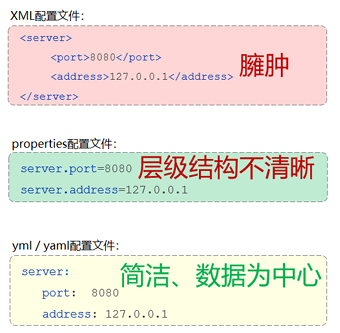 XML配置文件：
<server>
<port>8080</port>
<address>127.0.0.1</address>
臃肿
</server>
properties配置文件：
server.port=8080
层级结构不清晰
server.address=127.0.0.1
yml / yaml配置文件：
server:
简洁、数据为中心
port: 8080
address: 127.0.0.1